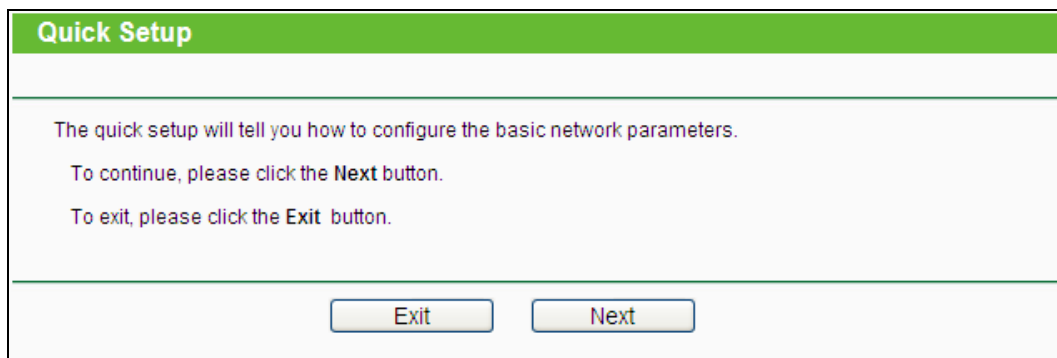 Quick Setup
The quick setup will tell you how to configure the basic network parameters.
To continue, please click the Next button.
To exit, please click the Exit button.
Exit Next